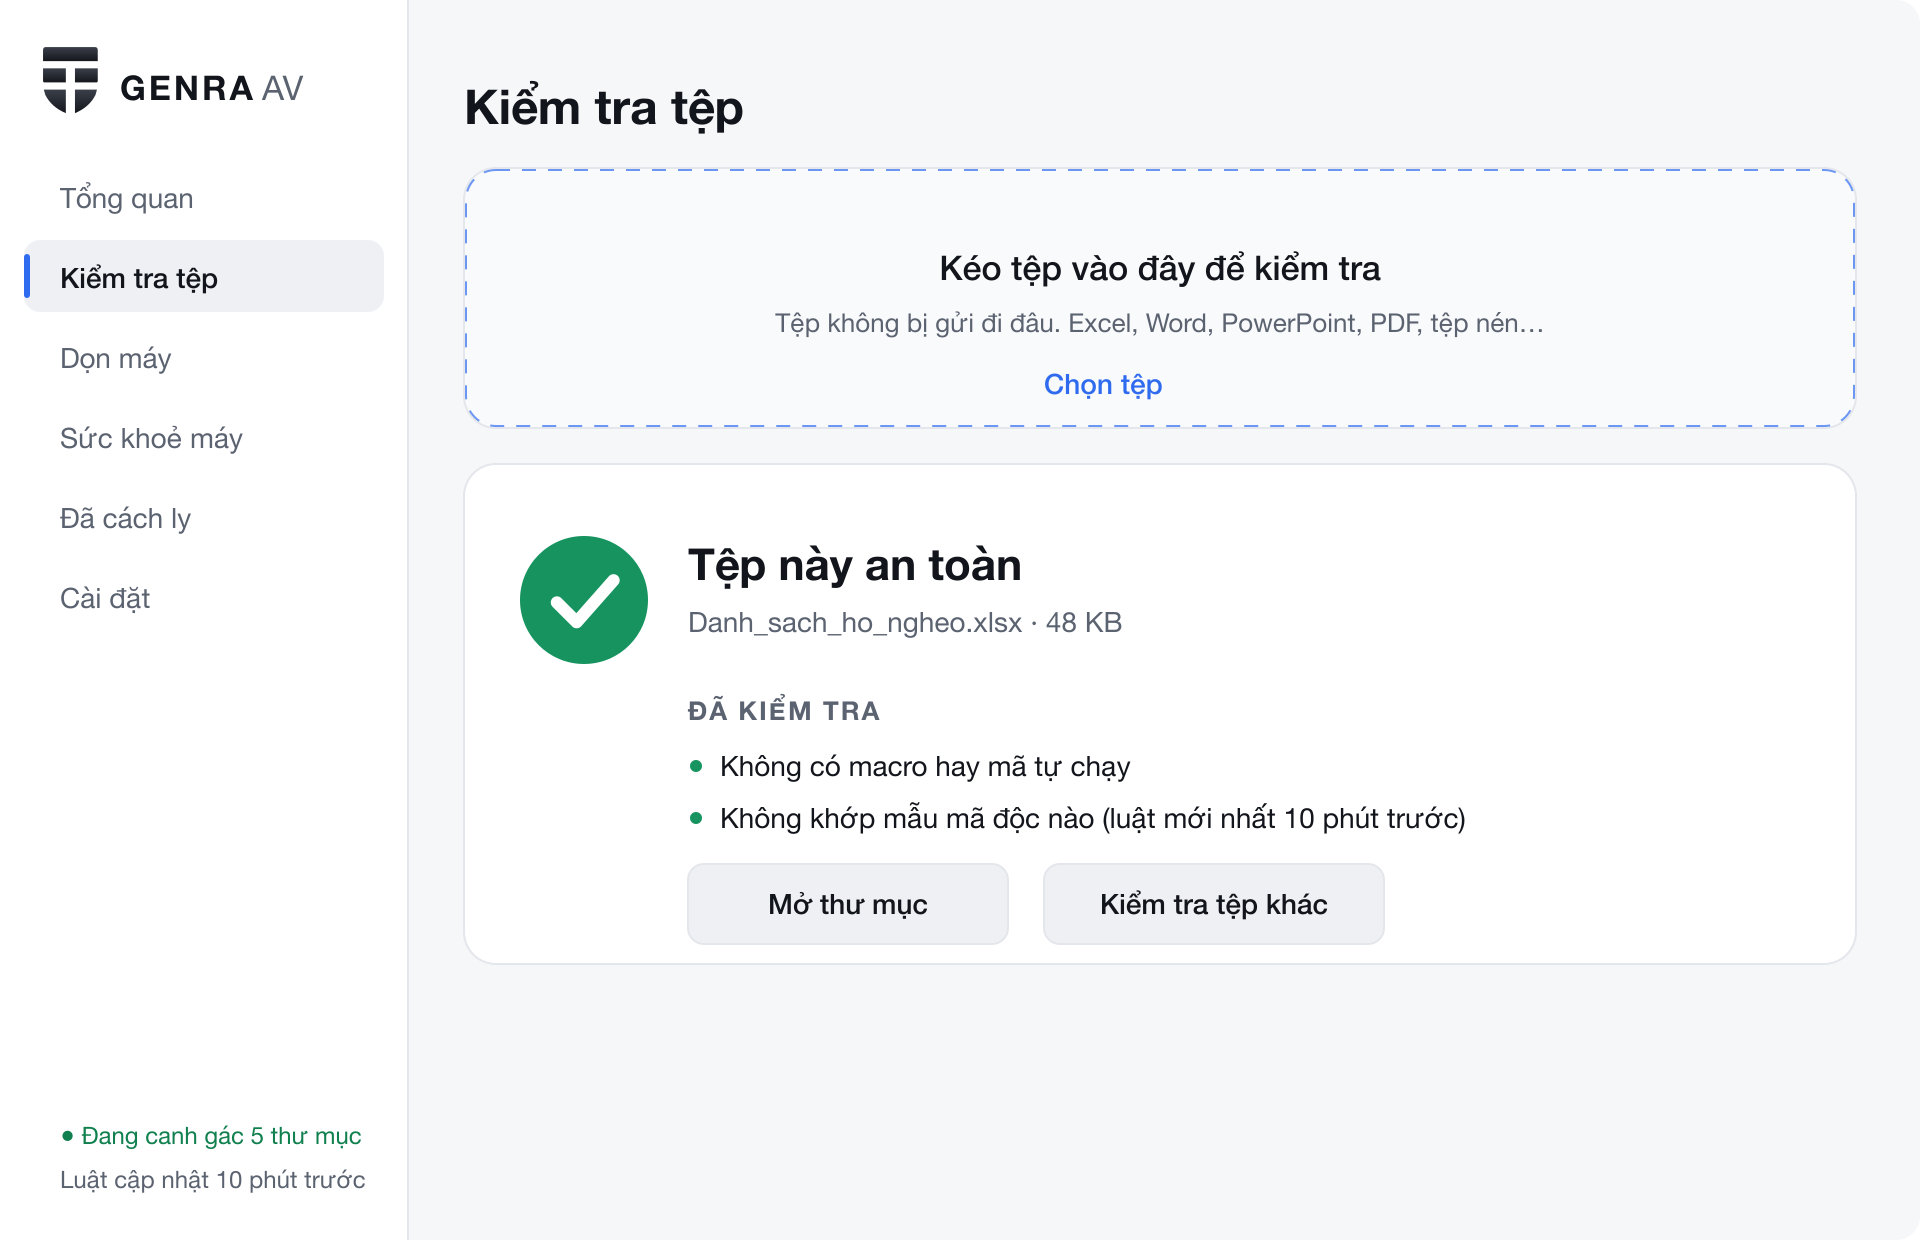 GENRA AV
Tổng quan
Kiểm tra tệp
Dọn máy
Sức khoẻ máy
Đã cách ly
Cài đặt
● Đang canh gác 5 thư mục
Luật cập nhật 10 phút trước
Kiểm tra tệp
Kéo tệp vào đây để kiểm tra
Tệp không bị gửi đi đâu. Excel, Word, PowerPoint, PDF, tệp nén…
Chọn tệp
Tệp này an toàn
Danh_sach_ho_ngheo.xlsx · 48 KB
ĐÃ KIỂM TRA
Không có macro hay mã tự chạy
Không khớp mẫu mã độc nào (luật mới nhất 10 phút trước)
Mở thư mục
Kiểm tra tệp khác